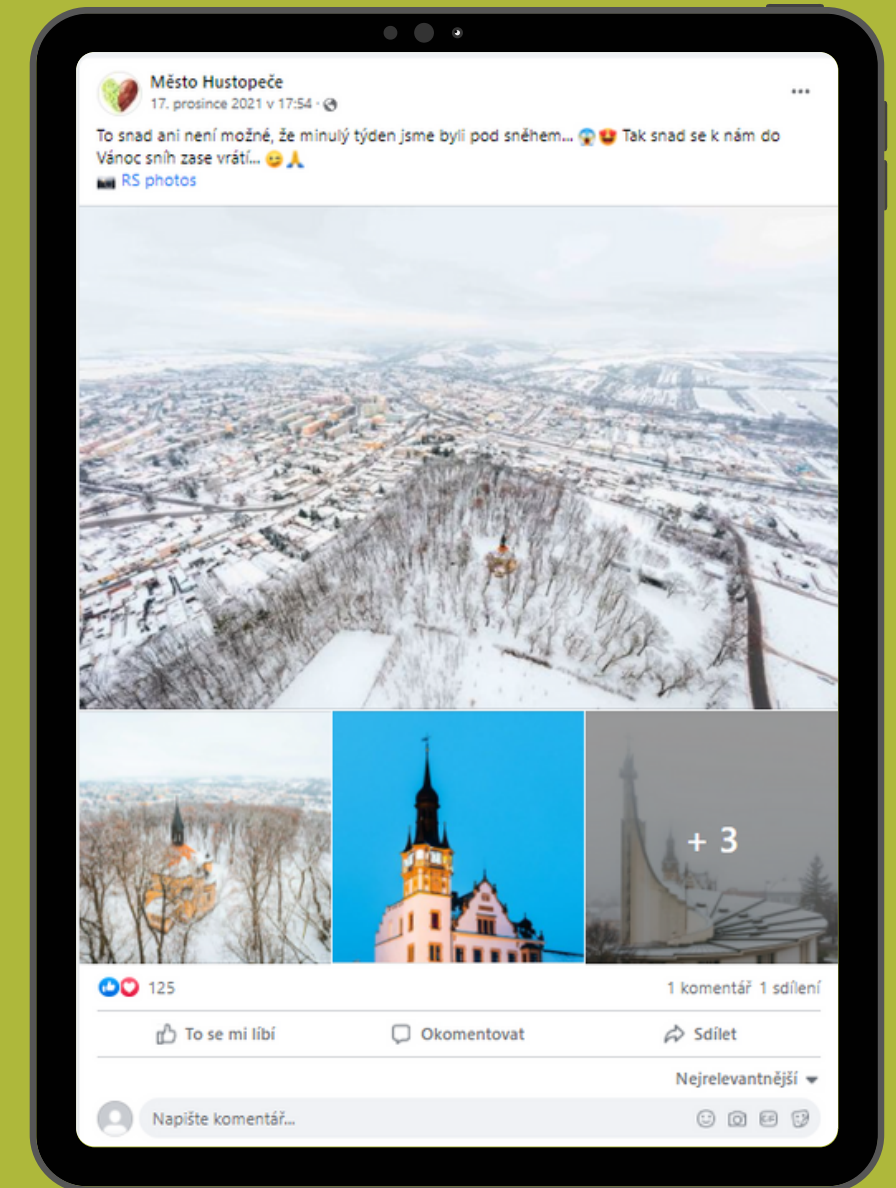 Město Hustopeče
17. prosince 2021 v 17:54 ·
To snad ani není možné, že minulý týden jsme byli pod sněhem... 😱🤩 Tak snad se k nám do
Vánoc sníh zase vrátí... 😉🙏
📷 RS photos
+ 3
125
1 komentář 1 sdílení
To se mi líbí
Okomentovat
Sdílet
Nejrelevantnější
Napište komentář...
GIF